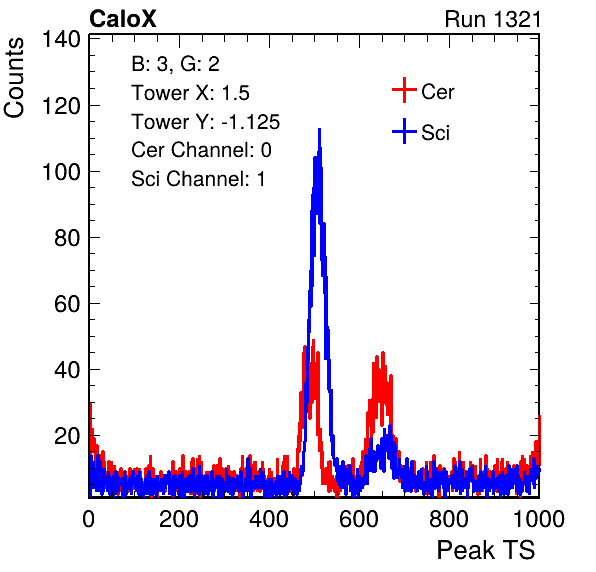 CaloX Run 1321
Counts
140
120
100
80
60
40
20
B: 3, G: 2
Tower X: 1.5
Tower Y: -1.125
Cer Channel: 0
Sci Channel: 1
Cer
Sci
0 200 400 600 800 1000
Peak TS